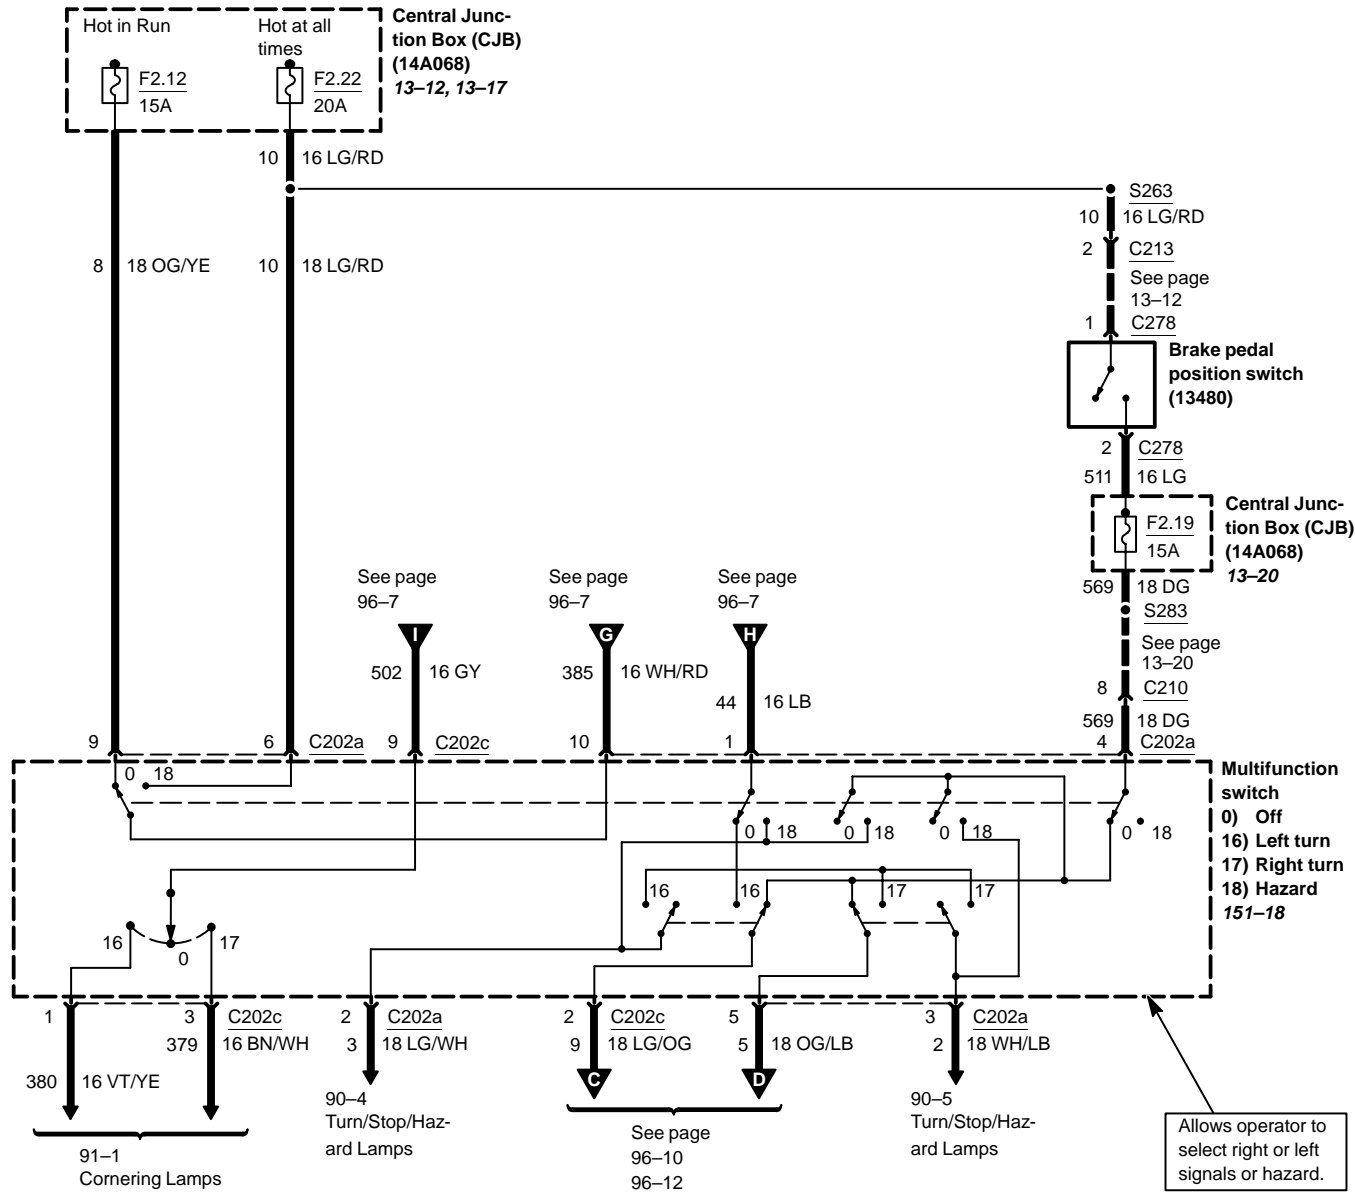 Hot in Run
Hot at all
times
F2.12
15A
F2.22
20A
Central Junc-
tion Box (CJB)
(14A068)
13–12, 13–17
10 16 LG/RD
S263
10 16 LG/RD
2 C213
See page
13–12
1 C278
8 18 OG/YE
10 18 LG/RD
Brake pedal
position switch
(13480)
2 C278
511 16 LG
F2.19
15A
Central Junc-
tion Box (CJB)
(14A068)
13–20
569 18 DG
S283
See page
13–20
8 C210
569 18 DG
4 C202a
See page
96–7
I
502 16 GY
See page
96–7
G
385 16 WH/RD
See page
96–7
H
44 16 LB
9
6 C202a
9 C202c
10
1
0 18
0 18
0 18
0 18
0 18
16
16
17
17
16
0
17
Multifunction
switch
0) Off
16) Left turn
17) Right turn
18) Hazard
151–18
1
3 C202c
379 16 BN/WH
380 16 VT/YE
91–1
Cornering Lamps
2 C202a
3 18 LG/WH
90–4
Turn/Stop/Haz-
ard Lamps
2 C202c
9 18 LG/OG
C
5
5 18 OG/LB
D
See page
96–10
96–12
3 C202a
2 18 WH/LB
90–5
Turn/Stop/Haz-
ard Lamps
Allows operator to
select right or left
signals or hazard.